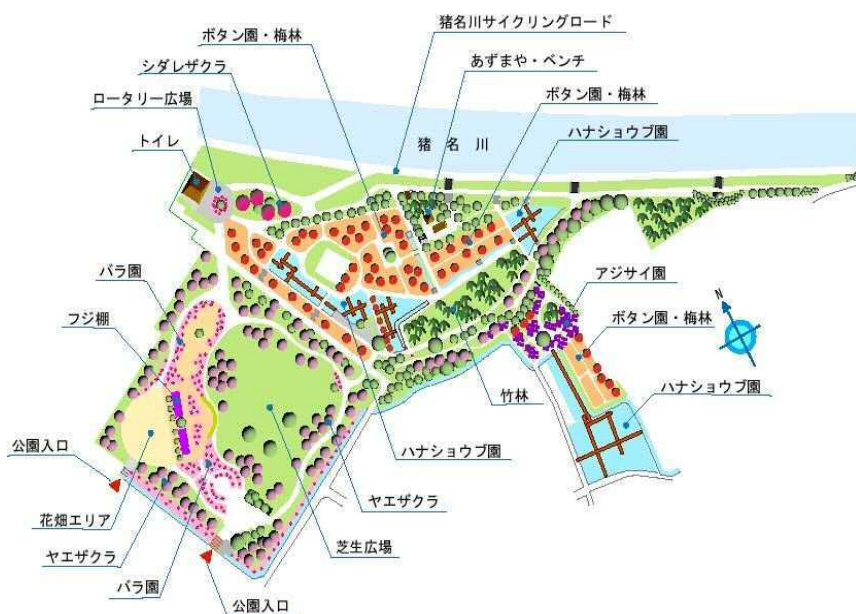 猪名川サイクリングロード
ボタン園・梅林
あずまや・ベンチ
シダレザクラ
ボタン園・梅林
ロータリー広場
ハナショウブ園
トイレ
猪名川
バラ園
アジサイ園
フジ棚
ボタン園・梅林
N
竹林
ハナショウブ園
公園入口
ハナショウブ園
ヤエザクラ
花畑エリア
芝生広場
ヤエザクラ
バラ園
公園入口